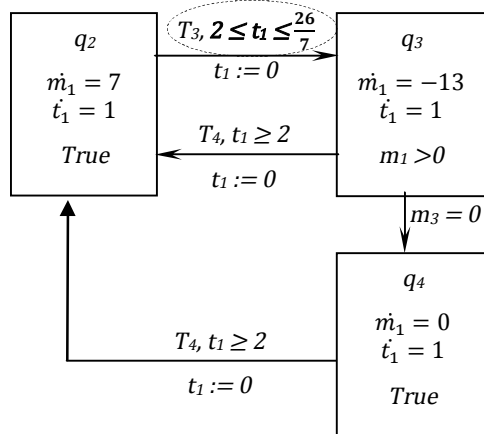 q₂
ṁ₁ = 7
ṫ₁ = 1
True
T₃, 2 ≤ t₁ ≤ 26/7
t₁ := 0
T₄, t₁ ≥ 2
t₁ := 0
q₃
ṁ₁ = −13
ṫ₁ = 1
m₁ >0
m₃ = 0
q₄
ṁ₁ = 0
ṫ₁ = 1
True
T₄, t₁ ≥ 2
t₁ := 0